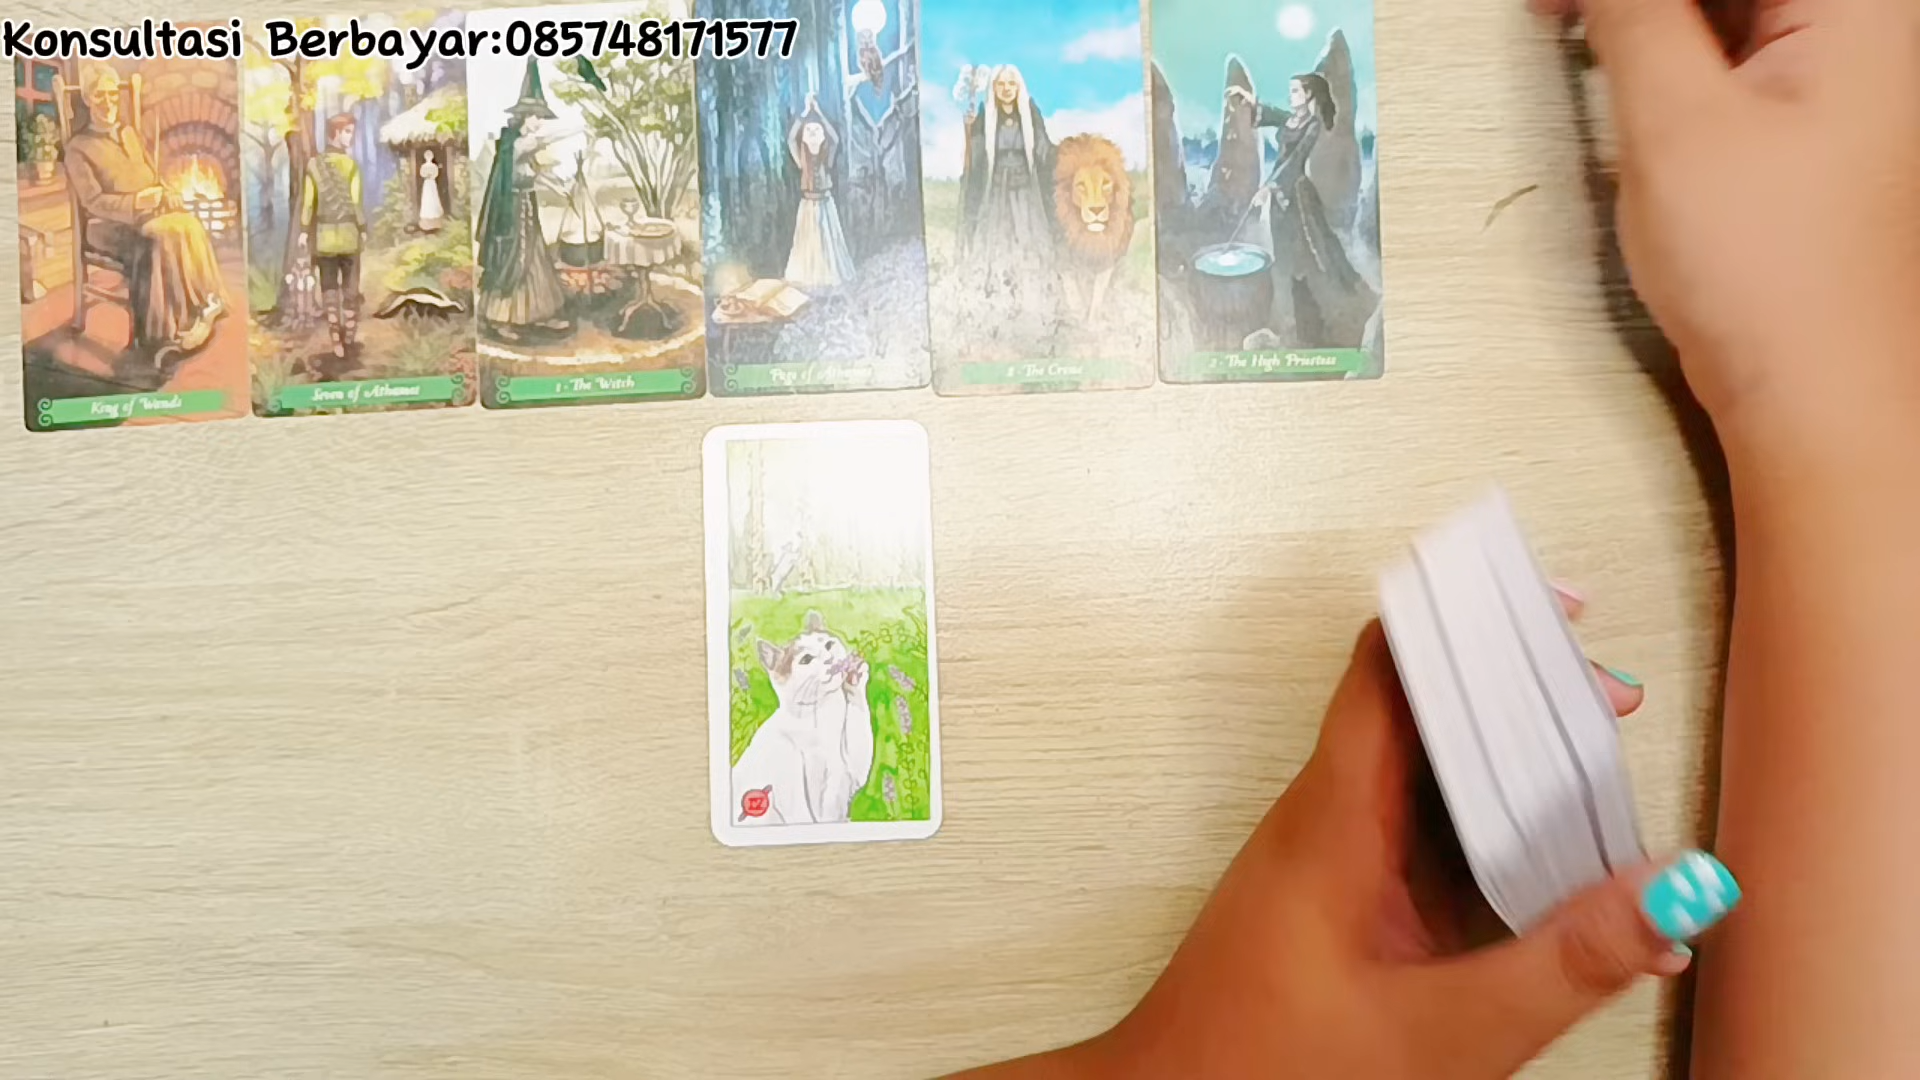 Konsultasi Berbayar:085748171577
King of Wands
Seven of Athames
1 - The Witch
Page of Athames
8 The Crone
2 - The High Priestess